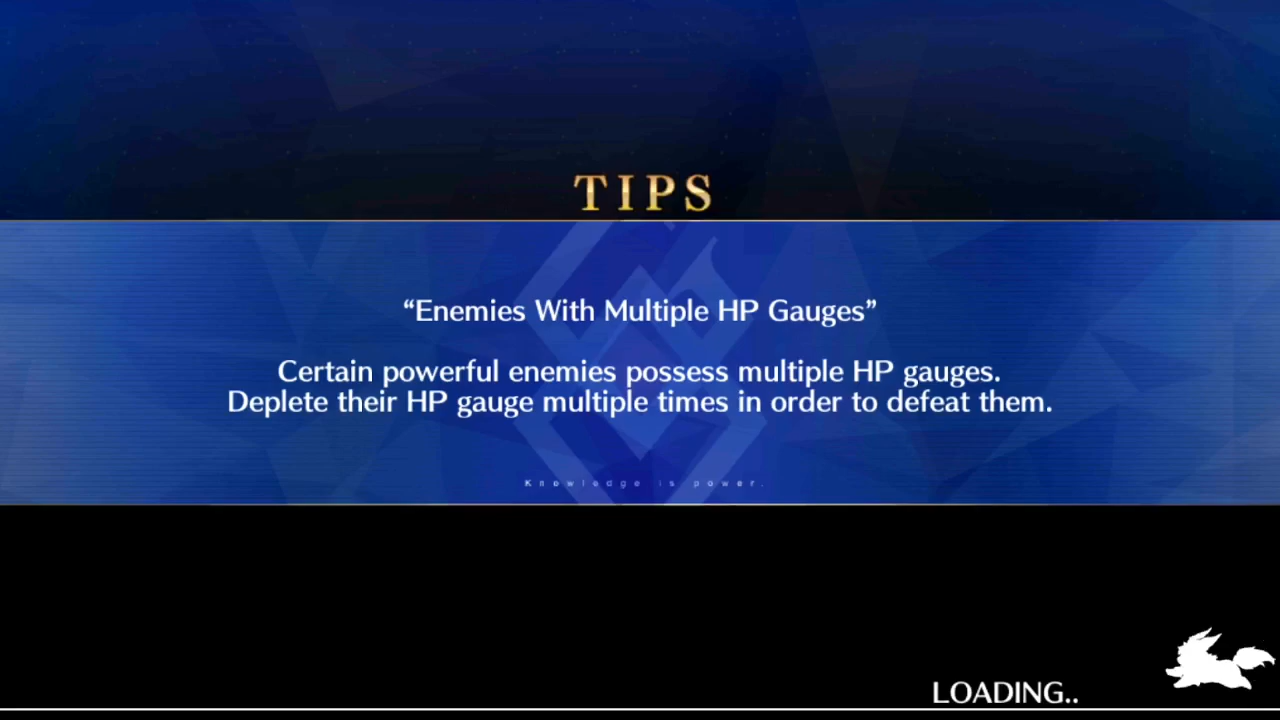 TIPS
“Enemies With Multiple HP Gauges”
Certain powerful enemies possess multiple HP gauges.
Deplete their HP gauge multiple times in order to defeat them.
Knowledge is power.
LOADING..